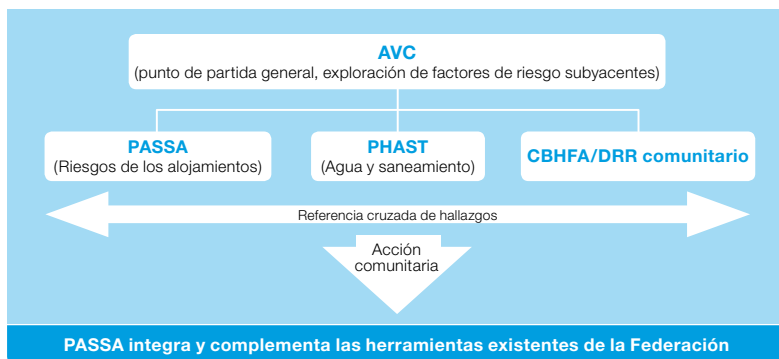 AVC
(punto de partida general, exploración de factores de riesgo subyacentes)
PASSA
(Riesgos de los alojamientos)
PHAST
(Agua y saneamiento)
CBHFA/DRR comunitario
Referencia cruzada de hallazgos
Acción
comunitaria
PASSA integra y complementa las herramientas existentes de la Federación